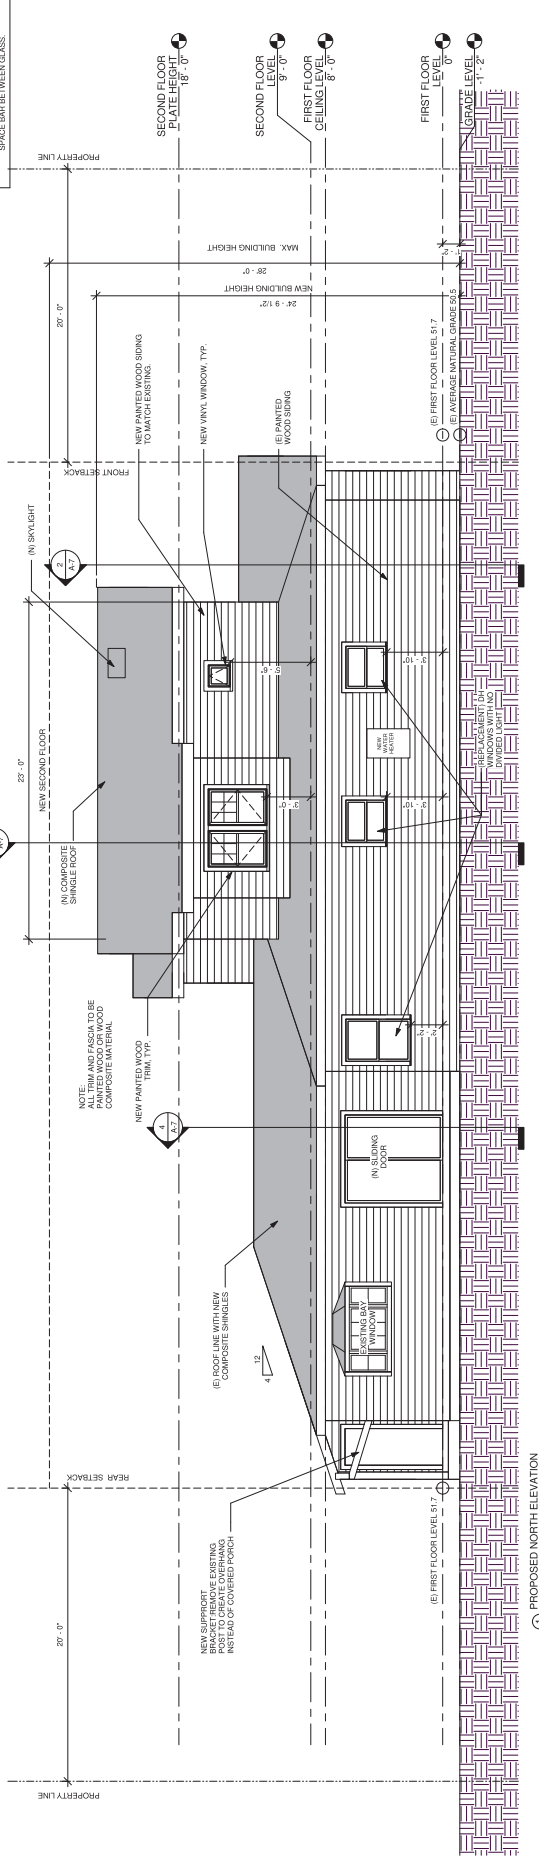 SPACE BAR BETWEEN GLASS.
PROPERTY LINE
20' - 0"
FRONT SETBACK
MAX. BUILDING HEIGHT
28' - 0"
NEW BUILDING HEIGHT
24' - 9 1/2"
SECOND FLOOR
PLATE HEIGHT
18' - 0"
SECOND FLOOR
LEVEL
9' - 0"
FIRST FLOOR
CEILING LEVEL
8' - 0"
FIRST FLOOR
LEVEL
0"
GRADE LEVEL
-1' - 2"
1' - 2"
(E) FIRST FLOOR LEVEL 51.7
(E) AVERAGE NATURAL GRADE 50.5
NEW PAINTED WOOD SIDING
TO MATCH EXISTING.
NEW VINYL WINDOW, TYP.
(E) PAINTED
WOOD SIDING
(N) SKYLIGHT
2
A-7
23' - 0"
NEW SECOND FLOOR
A-7
(N) COMPOSITE
SHINGLE ROOF
5' - 6"
3' - 0"
3' - 10"
3' - 10"
2' - 2"
NEW
WATER
HEATER
(REPLACEMENT) DH
WINDOWS WITH NO
DIVIDED LIGHT
NOTE:
ALL TRIM AND FASCIA TO BE
PAINTED WOOD OR WOOD
COMPOSITE MATERIAL
NEW PAINTED WOOD
TRIM, TYP.
4
A-7
(N) SLIDING
DOOR
(E) ROOF LINE WITH NEW
COMPOSITE SHINGLES
12
4
EXISTING BAY
WINDOW
REAR SETBACK
NEW SUPPRORT
BRACKET:REMOVE EXISTING
POST TO CREATE OVERHANG
INSTEAD OF COVERED PORCH
(E) FIRST FLOOR LEVEL 51.7
20' - 0"
PROPERTY LINE
PROPOSED NORTH ELEVATION